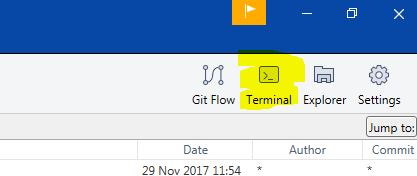 Git Flow Terminal Explorer Settings
Jump to:
Date Author Commit
29 Nov 2017 11:54 * *